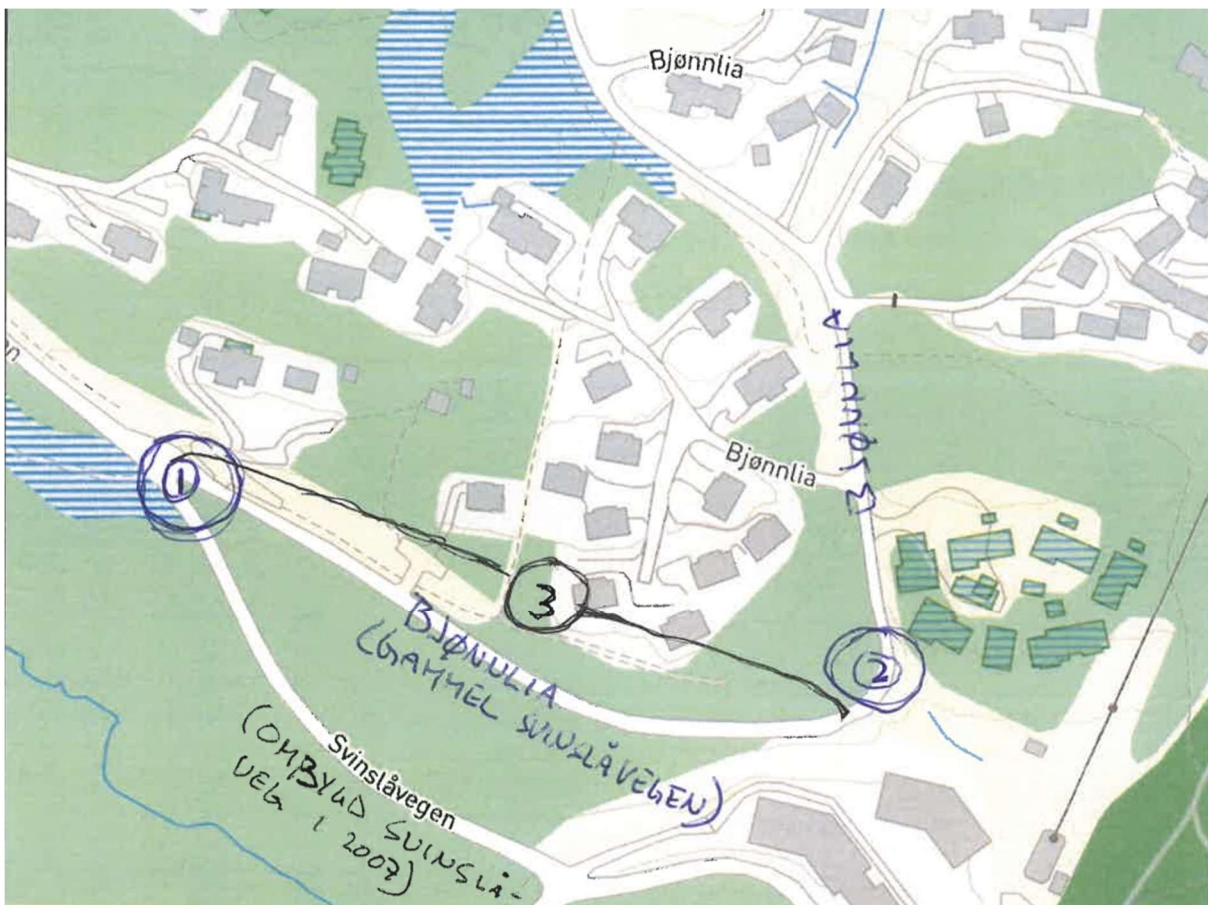 Bjønnlia
BJØNNLIA
Bjønnlia
1
3
2
BJØNNLIA
(GAMMEL SVINSLÅVEGEN)
Svinslåvegen
(OMBYGD SVINSLÅ-
VEG I 2007)